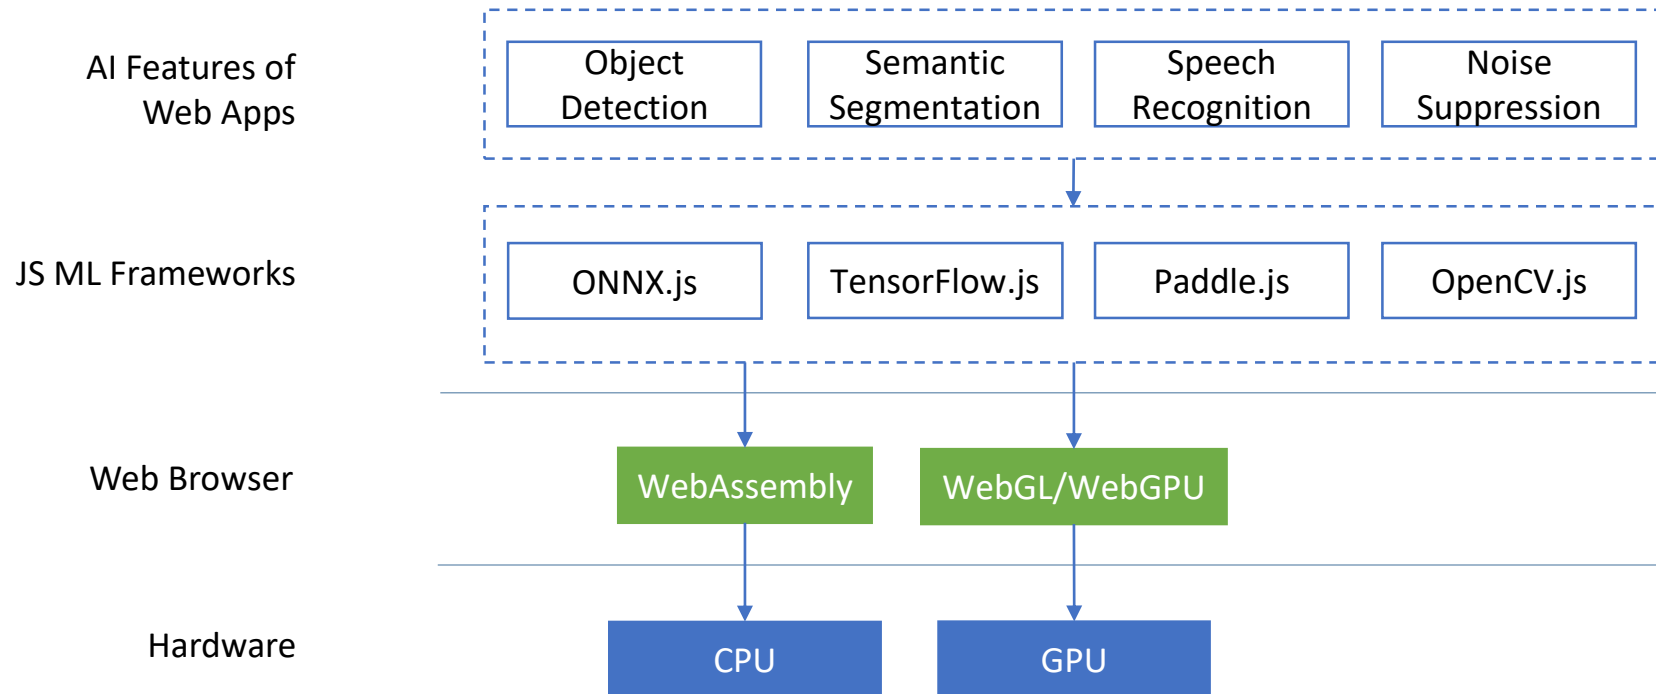 AI Features of
Web Apps
Object
Detection
Semantic
Segmentation
Speech
Recognition
Noise
Suppression
JS ML Frameworks
ONNX.js
TensorFlow.js
Paddle.js
OpenCV.js
Web Browser
WebAssembly
WebGL/WebGPU
Hardware
CPU
GPU